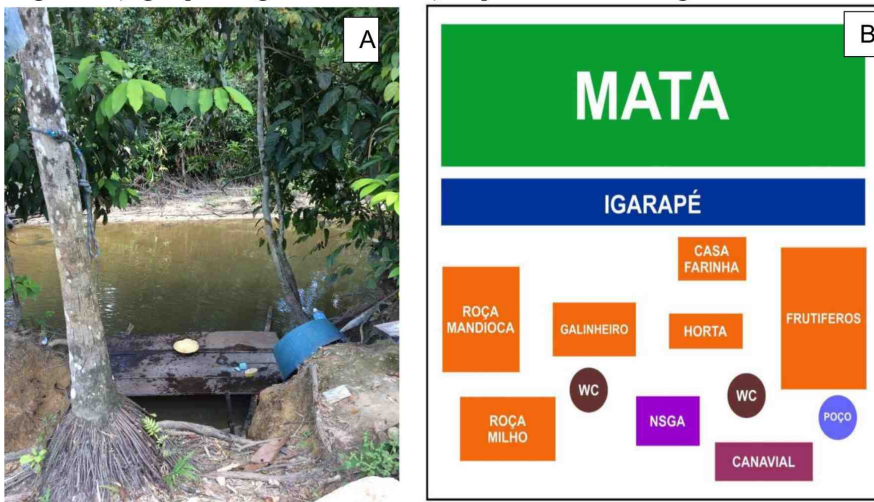 A
B
MATA
IGARAPÉ
CASA
FARINHA
ROÇA
MANDIOCA
GALINHEIRO
HORTA
FRUTIFEROS
WC
WC
ROÇA
MILHO
NSGA
POÇO
CANAVIAL